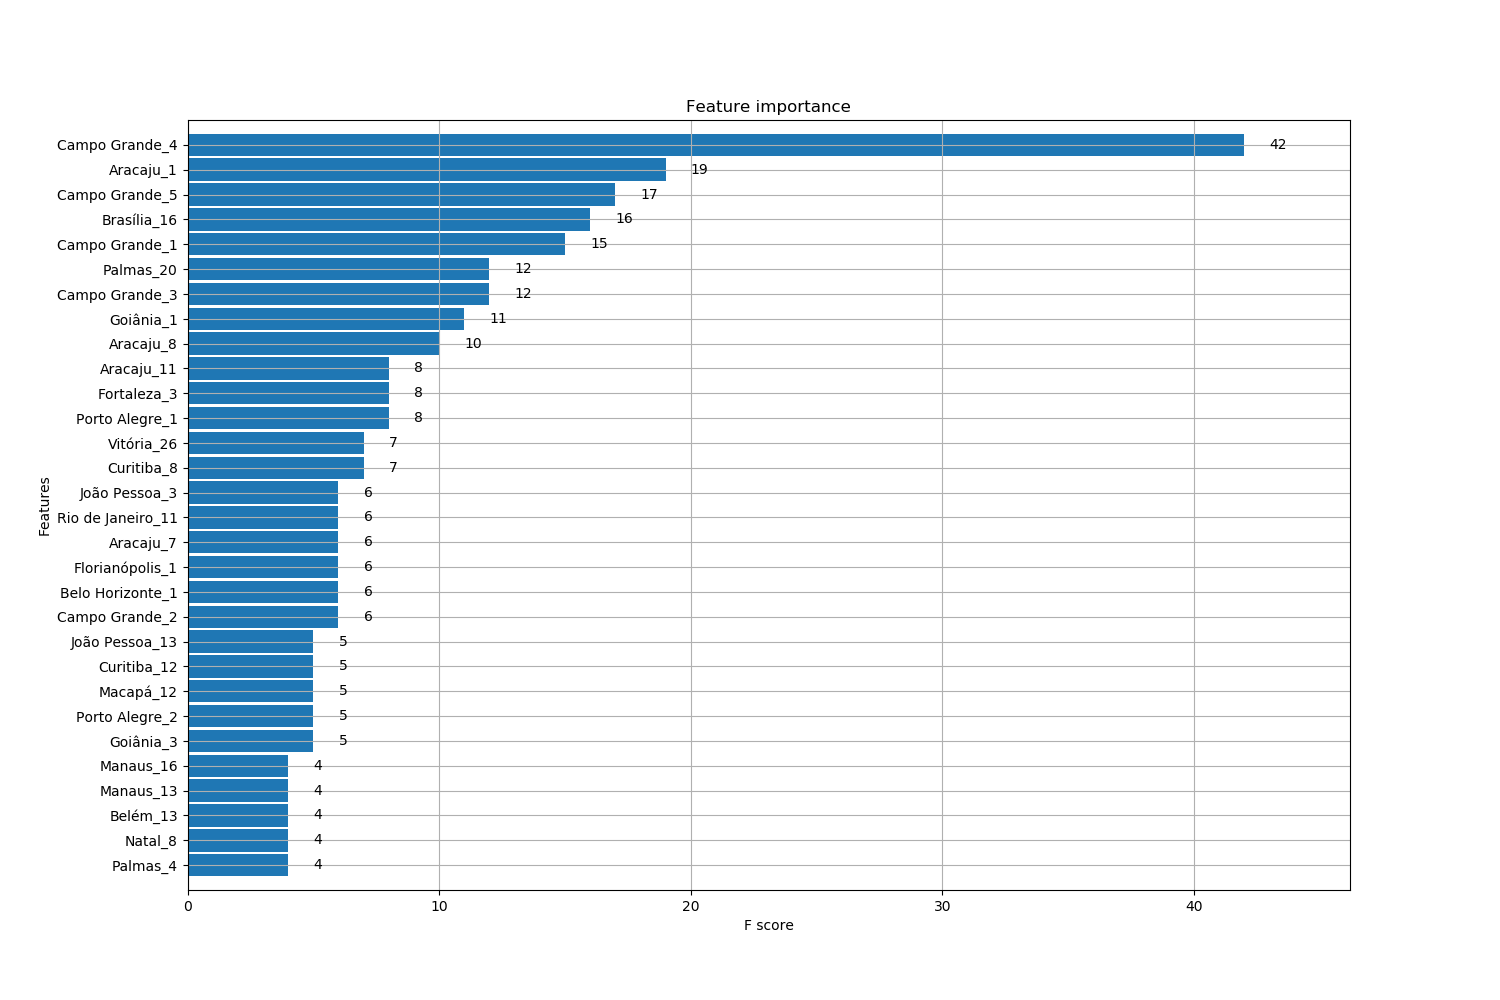 Feature importance
Campo Grande_4 42
Aracaju_1 19
Campo Grande_5 17
Brasília_16 16
Campo Grande_1 15
Palmas_20 12
Campo Grande_3 12
Goiânia_1 11
Aracaju_8 10
Aracaju_11 8
Fortaleza_3 8
Porto Alegre_1 8
Vitória_26 7
Curitiba_8 7
João Pessoa_3 6
Rio de Janeiro_11 6
Aracaju_7 6
Florianópolis_1 6
Belo Horizonte_1 6
Campo Grande_2 6
João Pessoa_13 5
Curitiba_12 5
Macapá_12 5
Porto Alegre_2 5
Goiânia_3 5
Manaus_16 4
Manaus_13 4
Belém_13 4
Natal_8 4
Palmas_4 4
Features
0 10 20 30 40
F score